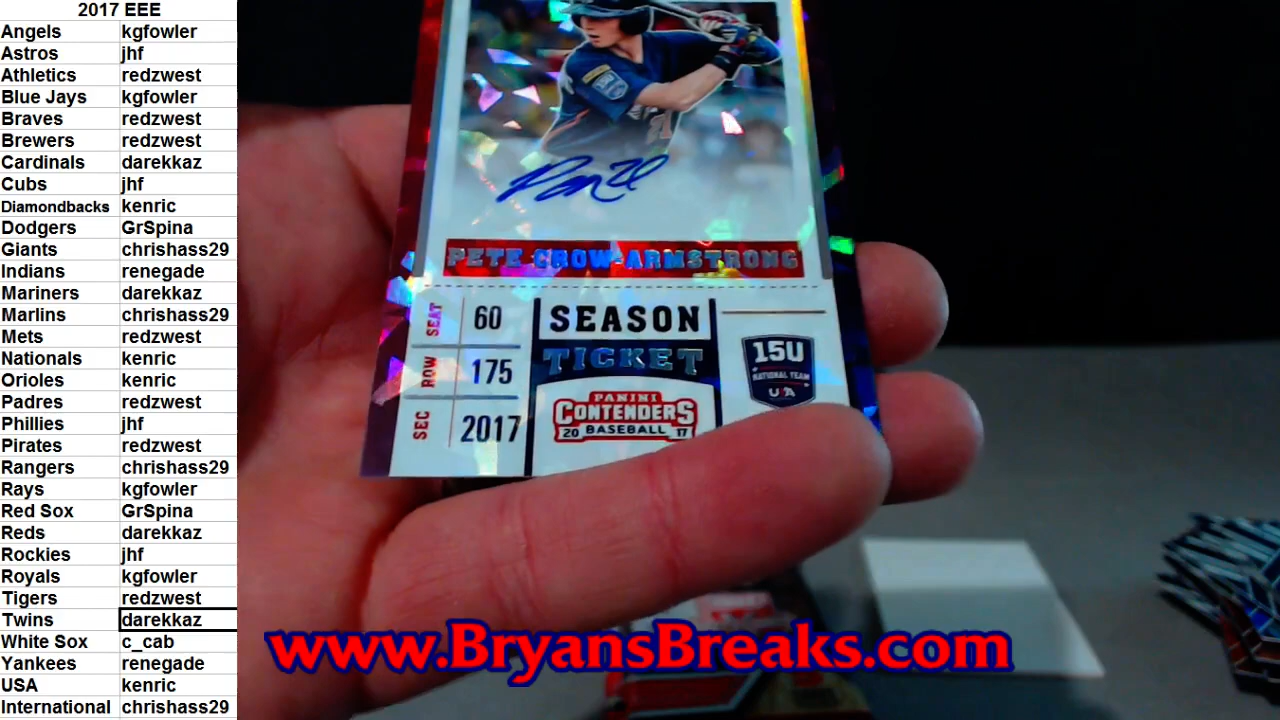 2017 EEE
Angels kgfowler
Astros jhf
Athletics redzwest
Blue Jays kgfowler
Braves redzwest
Brewers redzwest
Cardinals darekkaz
Cubs jhf
Diamondbacks kenric
Dodgers GrSpina
Giants chrishass29
Indians renegade
Mariners darekkaz
Marlins chrishass29
Mets redzwest
Nationals kenric
Orioles kenric
Padres redzwest
Phillies jhf
Pirates redzwest
Rangers chrishass29
Rays kgfowler
Red Sox GrSpina
Reds darekkaz
Rockies jhf
Royals kgfowler
Tigers redzwest
Twins darekkaz
White Sox c_cab
Yankees renegade
USA kenric
International chrishass29
PETE CROW-ARMSTRONG
SEAT 60
ROW 175
SEC 2017
SEASON
TICKET
PANINI
CONTENDERS
20 BASEBALL 17
15U
NATIONAL TEAM
USA
www.BryansBreaks.com